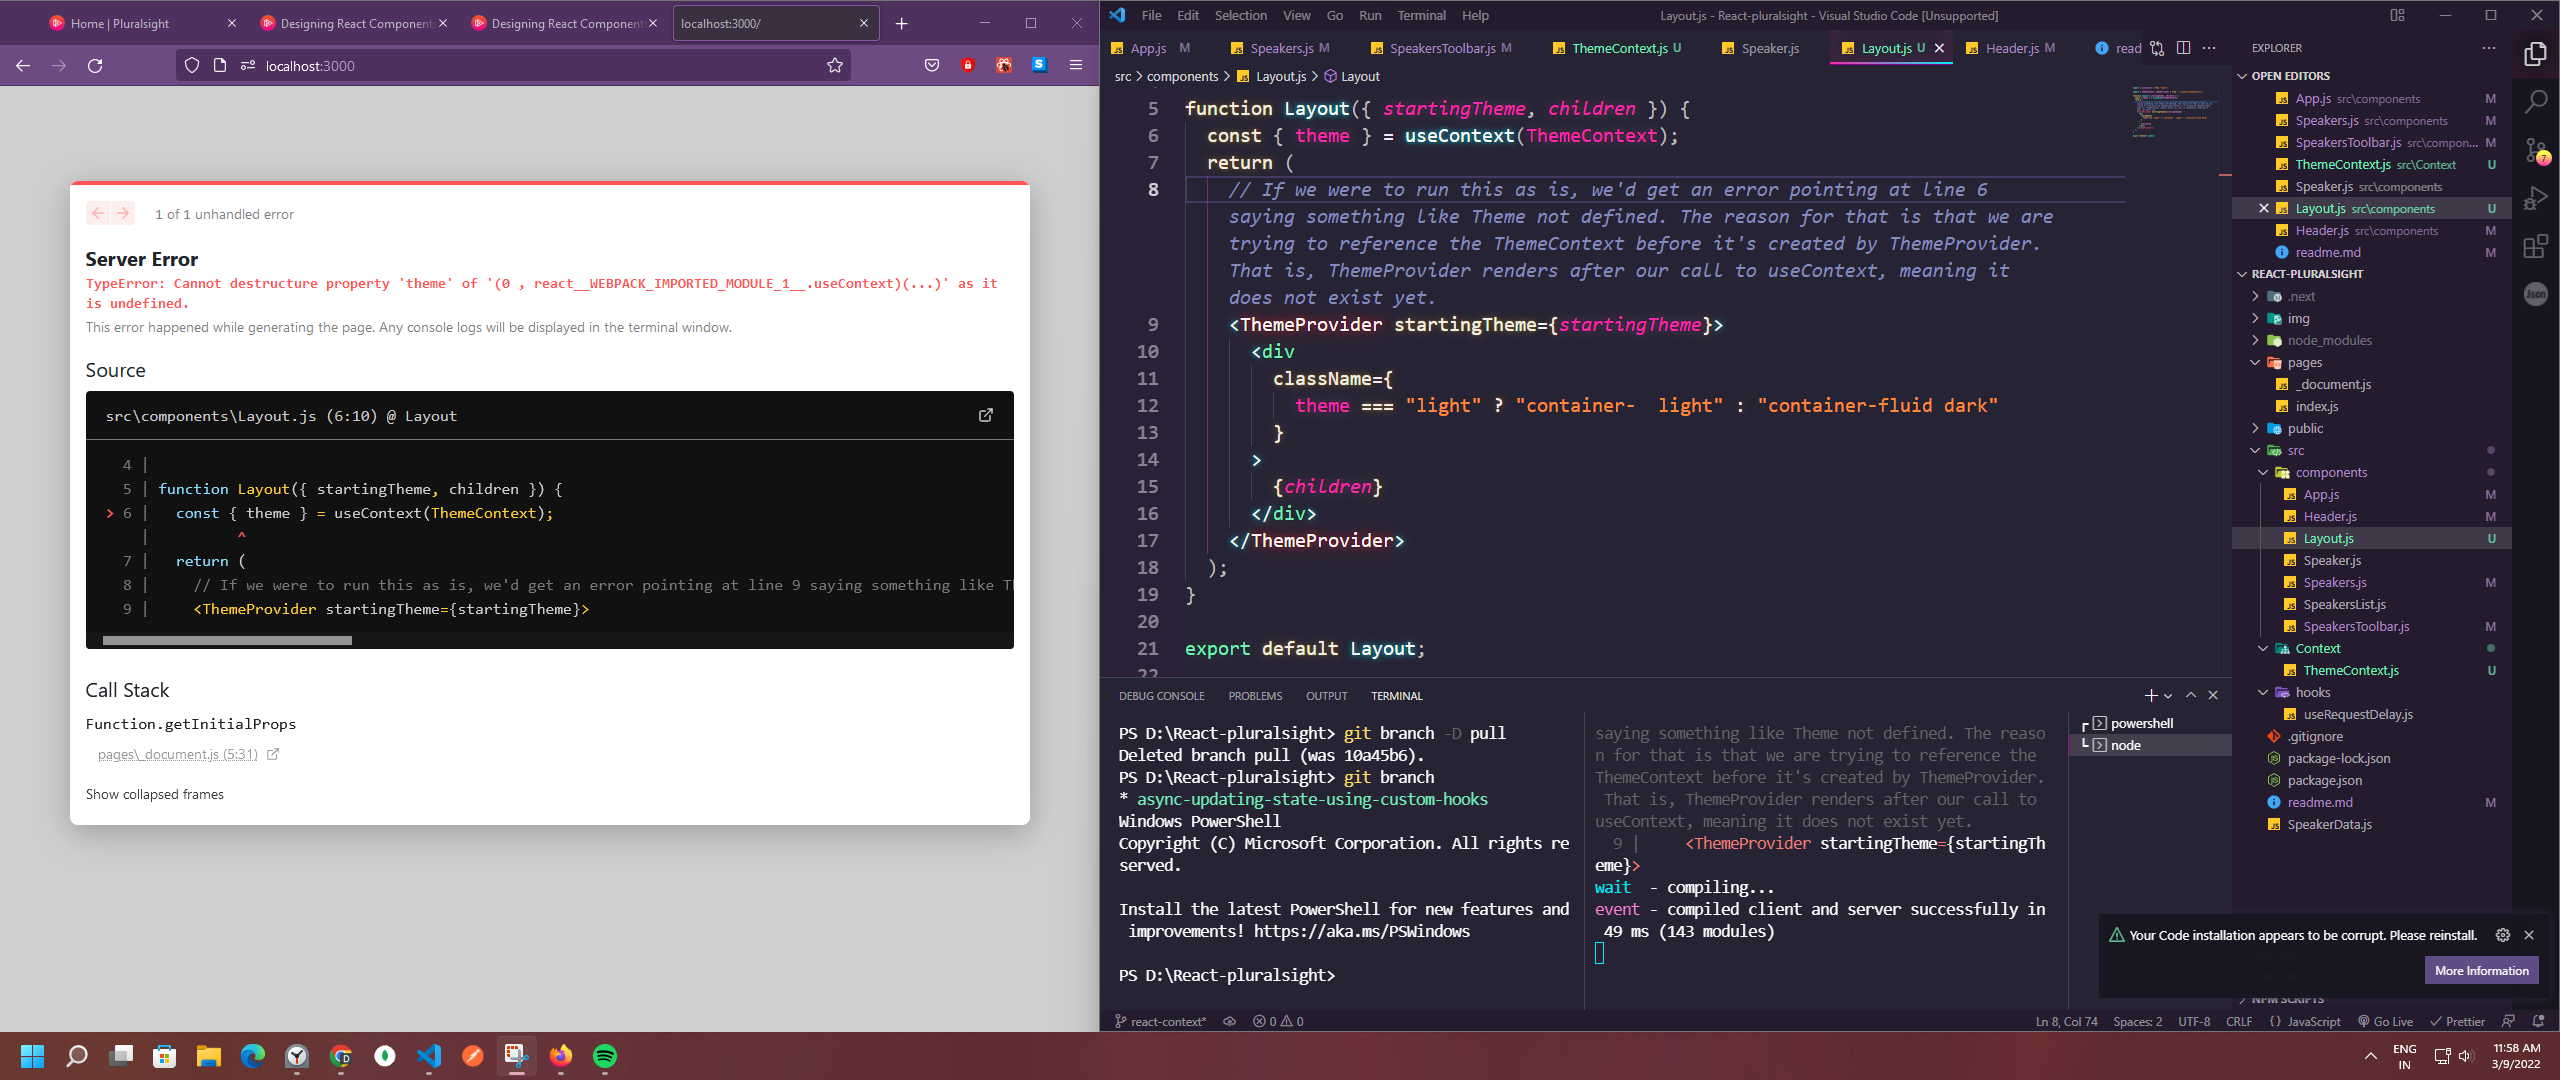 Home | Pluralsight
Designing React Component
Designing React Component
localhost:3000/
localhost:3000
1 of 1 unhandled error
Server Error
TypeError: Cannot destructure property 'theme' of '(0 , react__WEBPACK_IMPORTED_MODULE_1__.useContext)(...)' as it
is undefined.
This error happened while generating the page. Any console logs will be displayed in the terminal window.
Source
src\components\Layout.js (6:10) @ Layout
4 |
5 | function Layout({ startingTheme, children }) {
> 6 | const { theme } = useContext(ThemeContext);
| ^
7 | return (
8 | // If we were to run this as is, we'd get an error pointing at line 9 saying something like Th
9 | <ThemeProvider startingTheme={startingTheme}>
Call Stack
Function.getInitialProps
pages\_document.js (5:31)
Show collapsed frames
File Edit Selection View Go Run Terminal Help
Layout.js - React-pluralsight - Visual Studio Code [Unsupported]
App.js M Speakers.js M SpeakersToolbar.js M ThemeContext.js U Speaker.js Layout.js U Header.js M read
src > components > Layout.js > Layout
5 function Layout({ startingTheme, children }) {
6 const { theme } = useContext(ThemeContext);
7 return (
8 // If we were to run this as is, we'd get an error pointing at line 6
saying something like Theme not defined. The reason for that is that we are
trying to reference the ThemeContext before it's created by ThemeProvider.
That is, ThemeProvider renders after our call to useContext, meaning it
does not exist yet.
9 <ThemeProvider startingTheme={startingTheme}>
10 <div
11 className={
12 theme === "light" ? "container-  light" : "container-fluid dark"
13 }
14 >
15 {children}
16 </div>
17 </ThemeProvider>
18 );
19 }
20
21 export default Layout;
22
DEBUG CONSOLE PROBLEMS OUTPUT TERMINAL
PS D:\React-pluralsight> git branch -D pull
Deleted branch pull (was 10a45b6).
PS D:\React-pluralsight> git branch
* async-updating-state-using-custom-hooks
Windows PowerShell
Copyright (C) Microsoft Corporation. All rights re
served.
Install the latest PowerShell for new features and
improvements! https://aka.ms/PSWindows
PS D:\React-pluralsight>
saying something like Theme not defined. The reaso
n for that is that we are trying to reference the
ThemeContext before it's created by ThemeProvider.
That is, ThemeProvider renders after our call to
useContext, meaning it does not exist yet.
9 | <ThemeProvider startingTheme={startingTh
eme}>
wait - compiling...
event - compiled client and server successfully in
49 ms (143 modules)
powershell
node
EXPLORER
OPEN EDITORS
App.js src\components M
Speakers.js src\components M
SpeakersToolbar.js src\compon... M
ThemeContext.js src\Context U
Speaker.js src\components
Layout.js src\components U
Header.js src\components M
readme.md M
REACT-PLURALSIGHT
.next
img
node_modules
pages
_document.js
index.js
public
src
components
App.js M
Header.js M
Layout.js U
Speaker.js
Speakers.js M
SpeakersList.js
SpeakersToolbar.js M
Context
ThemeContext.js U
hooks
useRequestDelay.js
.gitignore
package-lock.json
package.json
readme.md M
SpeakerData.js
7
Json
Your Code installation appears to be corrupt. Please reinstall.
More Information
NPM SCRIPTS
react-context* 0 0
Ln 8, Col 74 Spaces: 2 UTF-8 CRLF {} JavaScript Go Live Prettier
ENG
IN
11:58 AM
3/9/2022